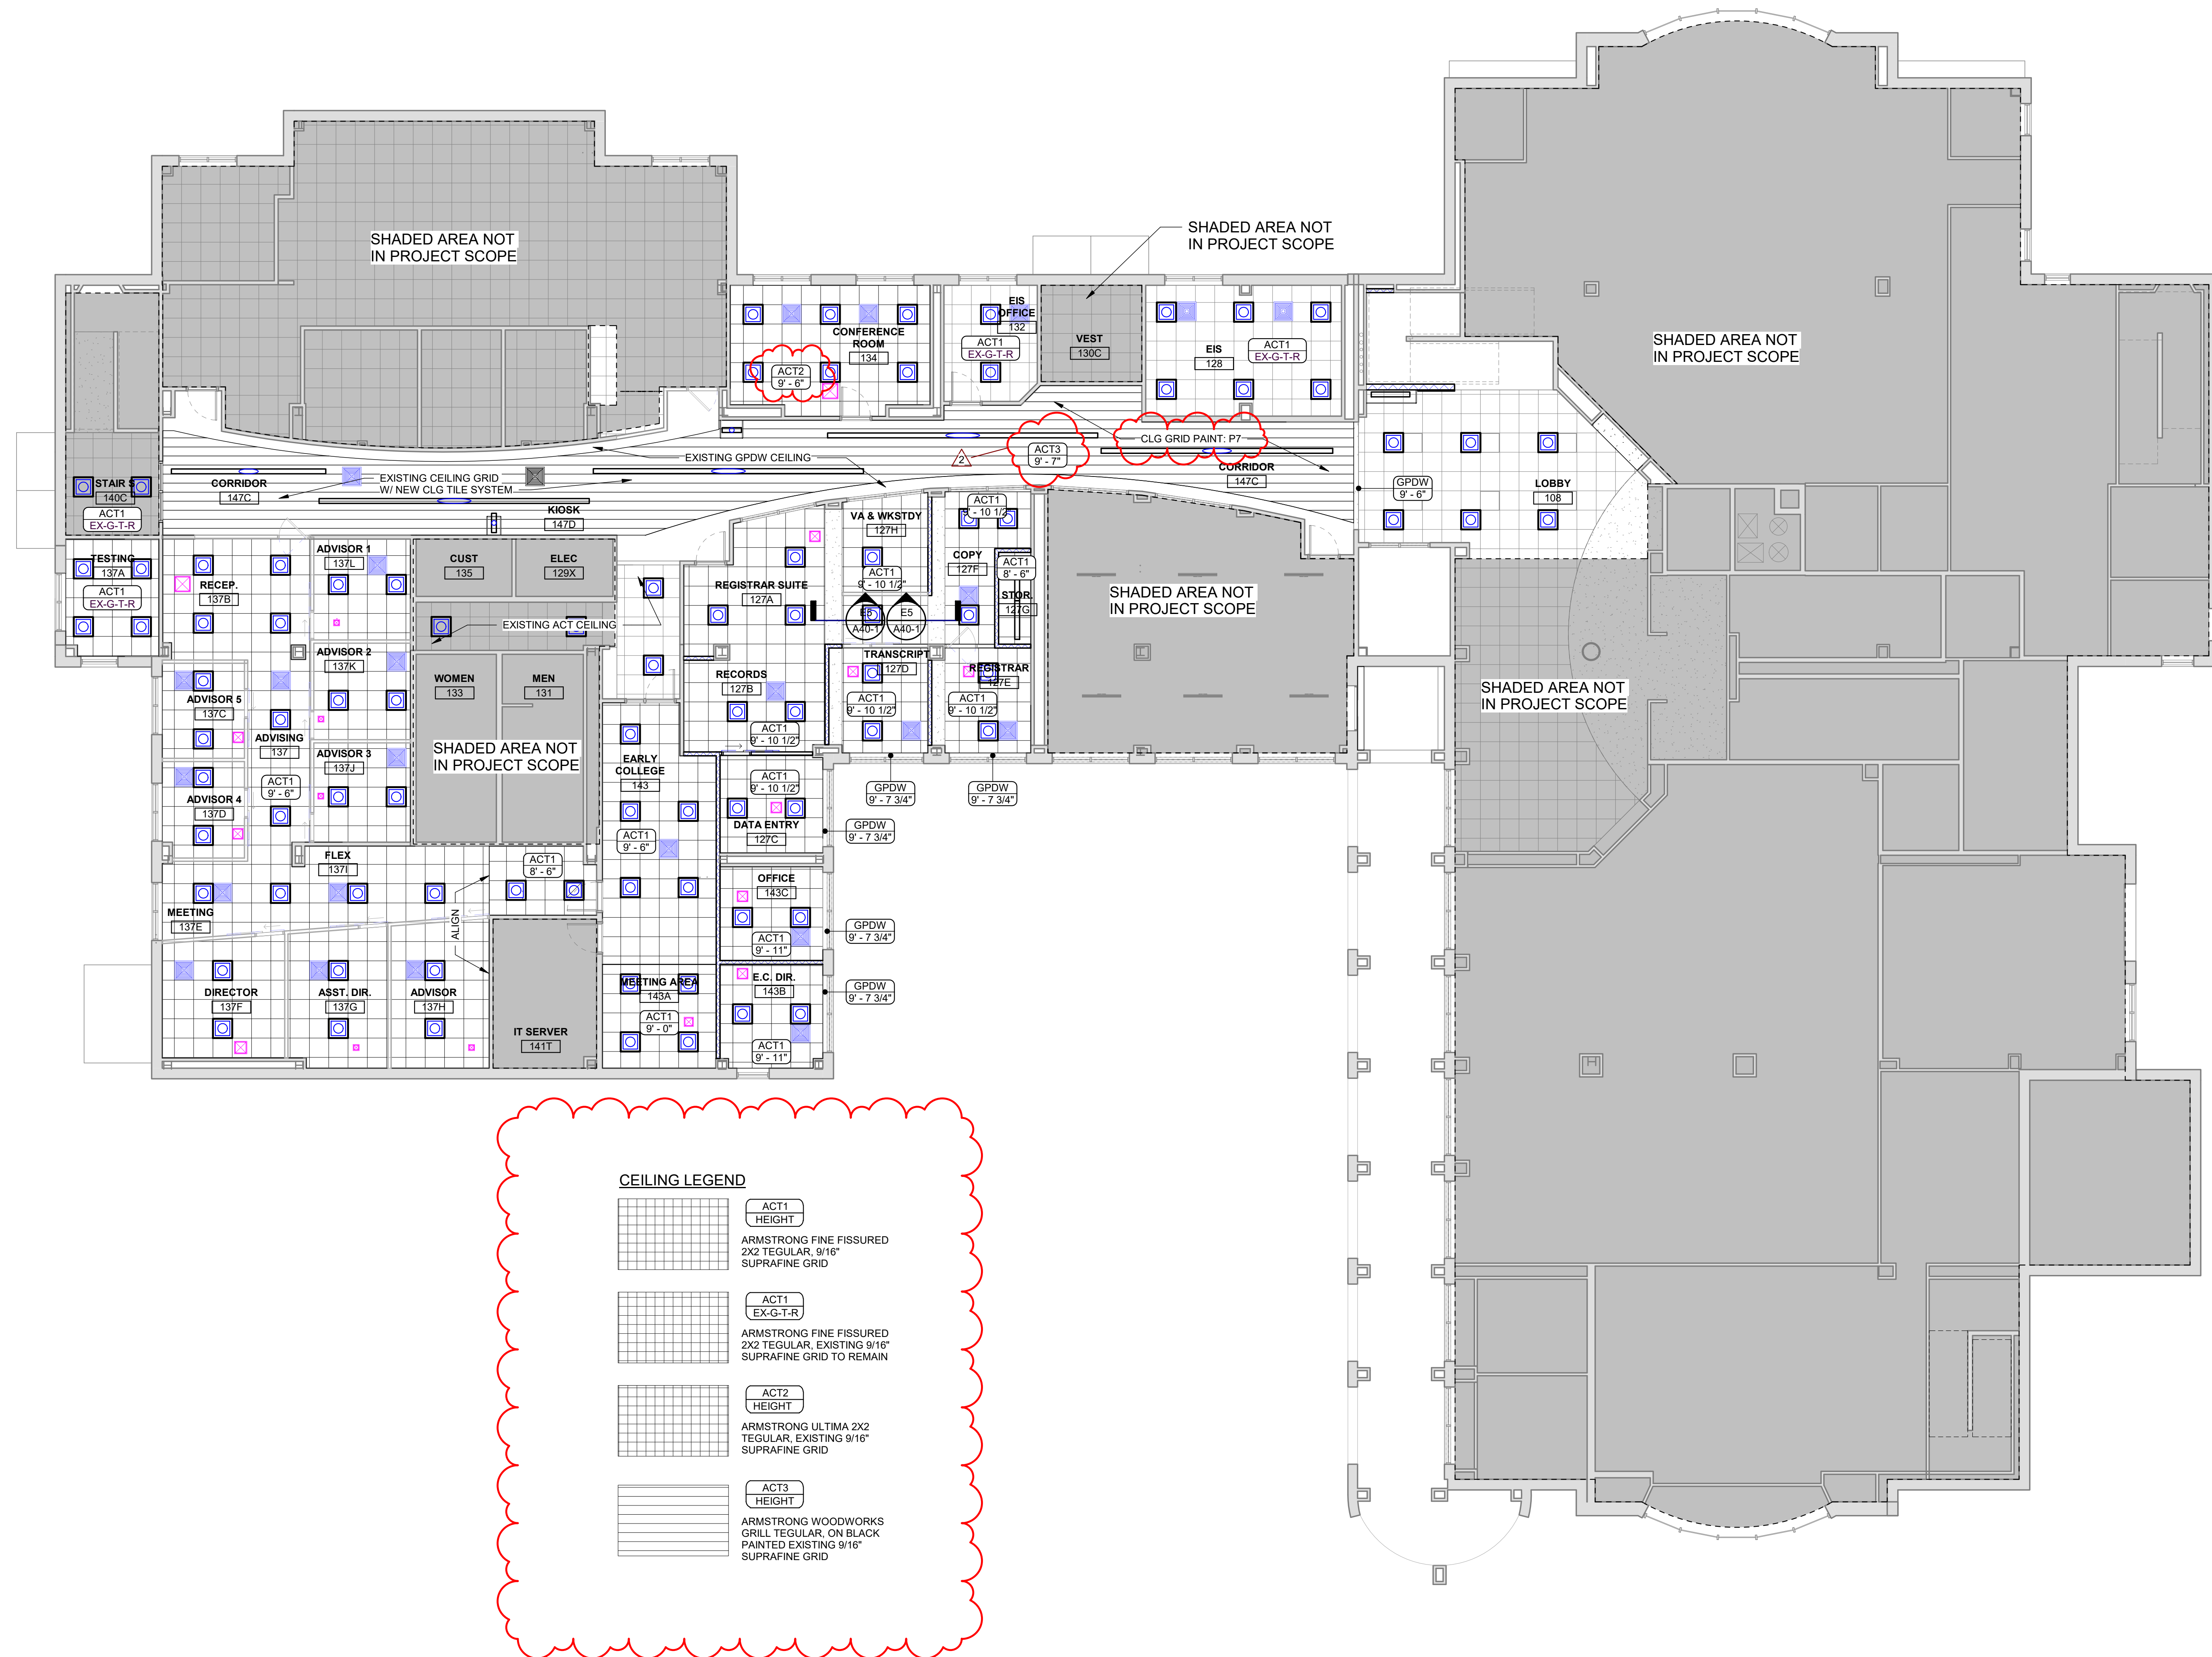 SHADED AREA NOT
IN PROJECT SCOPE
SHADED AREA NOT
IN PROJECT SCOPE
SHADED AREA NOT
IN PROJECT SCOPE
CONFERENCE
ROOM
134
ACT2
9' - 6"
EIS
OFFICE
132
ACT1
EX-G-T-R
VEST
130C
EIS
128
ACT1
EX-G-T-R
CLG GRID PAINT: P7
2
ACT3
9' - 7"
EXISTING GPDW CEILING
CORRIDOR
147C
EXISTING CEILING GRID
W/ NEW CLG TILE SYSTEM
CORRIDOR
147C
KIOSK
147D
GPDW
9' - 6"
LOBBY
108
STAIR S
140C
ACT1
EX-G-T-R
TESTING
137A
ACT1
EX-G-T-R
RECEP.
137B
ADVISOR 1
137L
CUST
135
ELEC
129X
EXISTING ACT CEILING
REGISTRAR SUITE
127A
VA & WKSTDY
127H
ACT1
9' - 10 1/2"
ACT1
9' - 10 1/2"
COPY
127F
ACT1
8' - 6"
STOR.
127G
E5
A40-1
E5
A40-1
SHADED AREA NOT
IN PROJECT SCOPE
ADVISOR 2
137K
WOMEN
133
MEN
131
RECORDS
127B
ACT1
9' - 10 1/2"
TRANSCRIPT
127D
ACT1
9' - 10 1/2"
REGISTRAR
127E
ACT1
9' - 10 1/2"
SHADED AREA NOT
IN PROJECT SCOPE
ADVISOR 5
137C
ADVISING
137
ACT1
9' - 6"
ADVISOR 3
137J
SHADED AREA NOT
IN PROJECT SCOPE
EARLY
COLLEGE
143
ACT1
9' - 6"
ACT1
9' - 10 1/2"
DATA ENTRY
127C
GPDW
9' - 7 3/4"
GPDW
9' - 7 3/4"
GPDW
9' - 7 3/4"
ADVISOR 4
137D
FLEX
137I
ACT1
8' - 6"
ALIGN
MEETING
137E
OFFICE
143C
ACT1
9' - 11"
GPDW
9' - 7 3/4"
DIRECTOR
137F
ASST. DIR.
137G
ADVISOR
137H
IT SERVER
141T
MEETING AREA
143A
ACT1
9' - 0"
E.C. DIR.
143B
ACT1
9' - 11"
GPDW
9' - 7 3/4"
CEILING LEGEND
ACT1
HEIGHT
ARMSTRONG FINE FISSURED
2X2 TEGULAR, 9/16"
SUPRAFINE GRID
ACT1
EX-G-T-R
ARMSTRONG FINE FISSURED
2X2 TEGULAR, EXISTING 9/16"
SUPRAFINE GRID TO REMAIN
ACT2
HEIGHT
ARMSTRONG ULTIMA 2X2
TEGULAR, EXISTING 9/16"
SUPRAFINE GRID
ACT3
HEIGHT
ARMSTRONG WOODWORKS
GRILL TEGULAR, ON BLACK
PAINTED EXISTING 9/16"
SUPRAFINE GRID